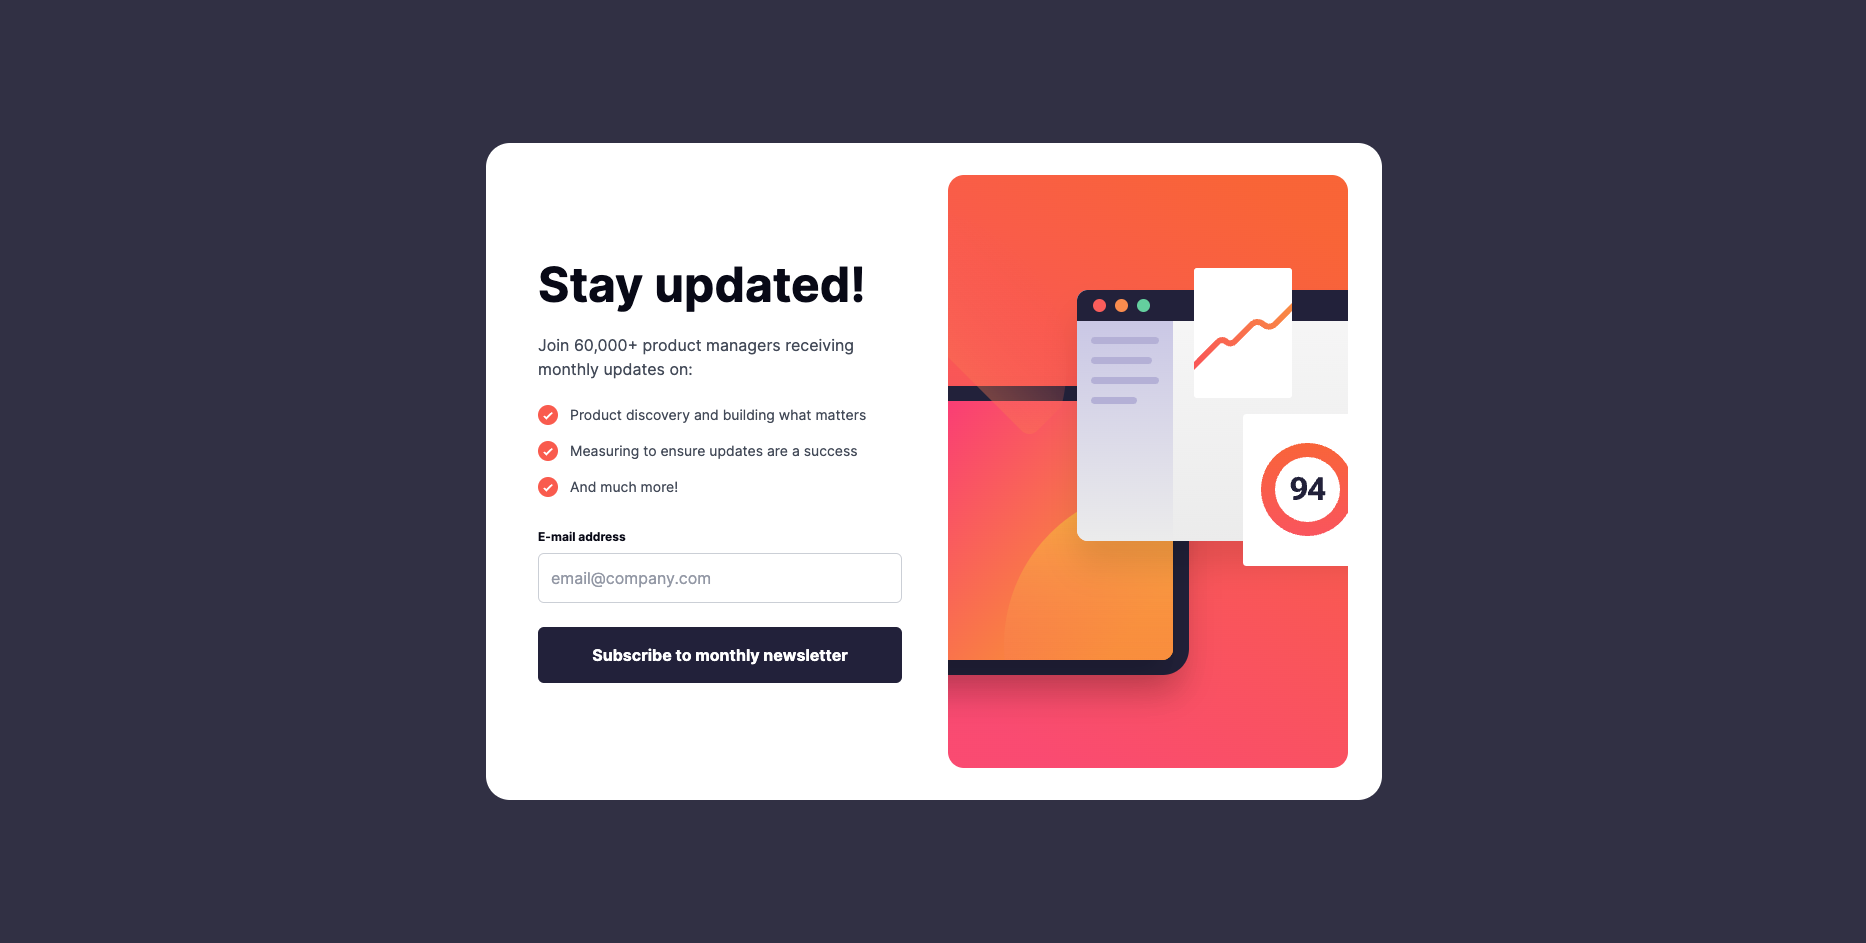 Stay updated!
Join 60,000+ product managers receiving
monthly updates on:
Product discovery and building what matters
Measuring to ensure updates are a success
And much more!
E-mail address
email@company.com
Subscribe to monthly newsletter
94